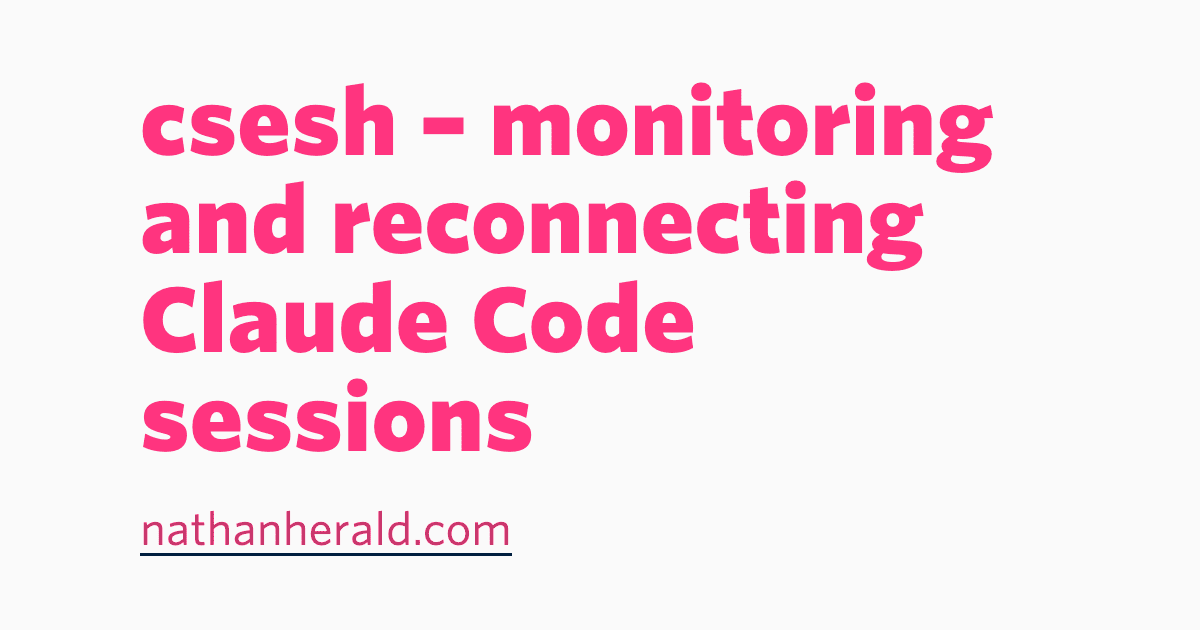 csesh – monitoring
and reconnecting
Claude Code
sessions
nathanherald.com